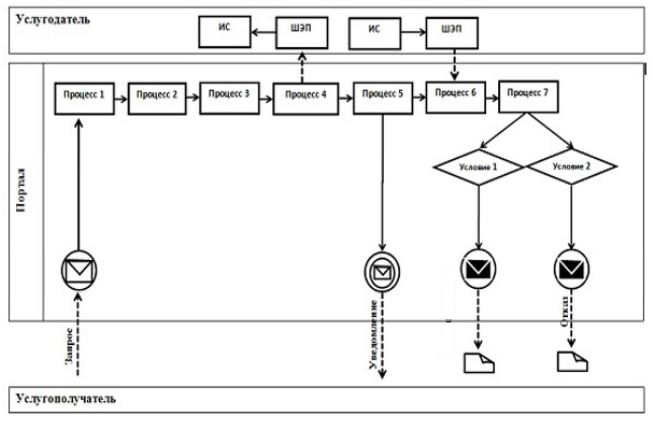 Услугодатель
ИС ШЭП ИС ШЭП
Процесс 1 Процесс 2 Процесс 3 Процесс 4 Процесс 5 Процесс 6 Процесс 7
Условие 1 Условие 2
Портал
Запрос
Уведомление
Отказ
Услугополучатель